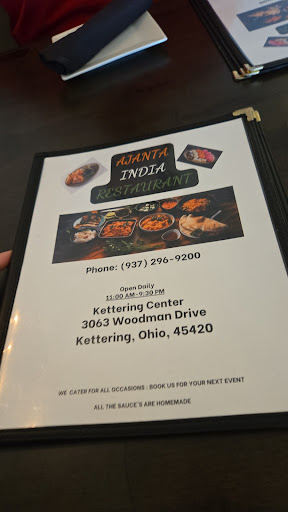 AJANTA
INDIA
RESTAURANT
Phone: (937) 296-9200
Open Daily
11:00 AM-9:30 PM
Kettering Center
3063 Woodman Drive
Kettering, Ohio, 45420
WE CATER FOR ALL OCCASIONS : BOOK US FOR YOUR NEXT EVENT
ALL THE SAUCE'S ARE HOMEMADE